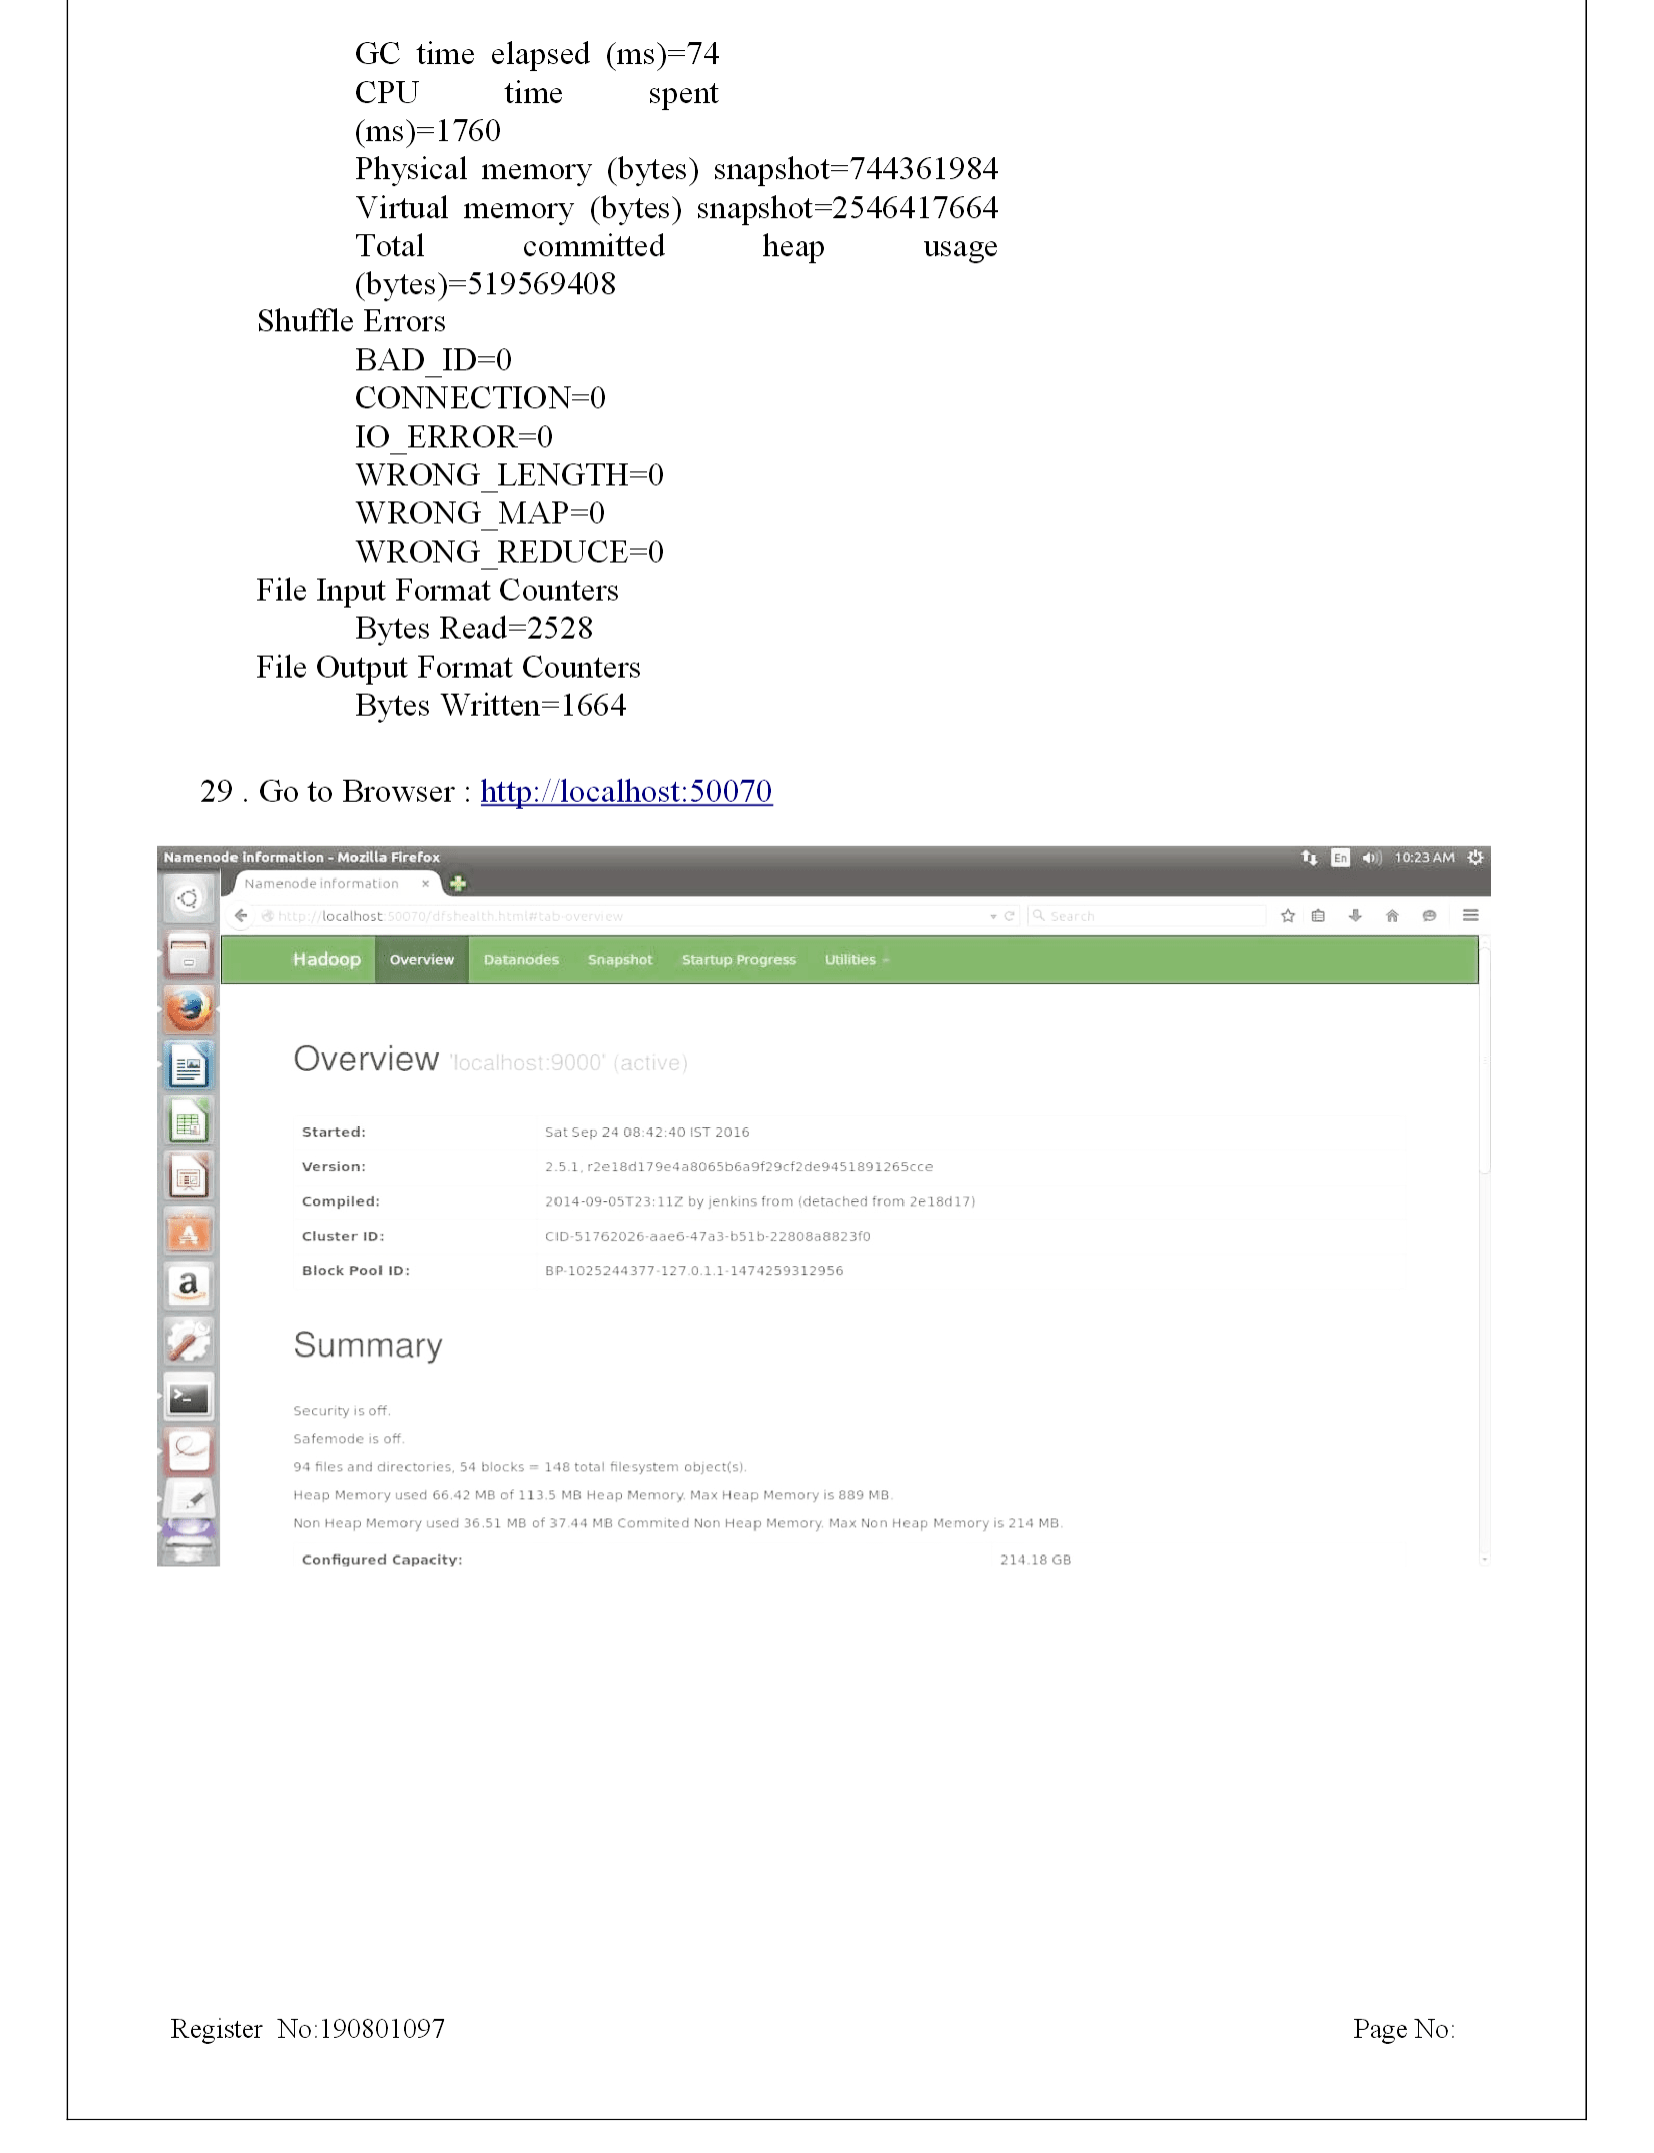 GC time elapsed (ms)=74
CPU time spent
(ms)=1760
Physical memory (bytes) snapshot=744361984
Virtual memory (bytes) snapshot=2546417664
Total committed heap usage
(bytes)=519569408
Shuffle Errors
BAD_ID=0
CONNECTION=0
IO_ERROR=0
WRONG_LENGTH=0
WRONG_MAP=0
WRONG_REDUCE=0
File Input Format Counters
Bytes Read=2528
File Output Format Counters
Bytes Written=1664
29 . Go to Browser : http://localhost:50070
Namenode information - Mozilla Firefox En 10:23 AM
Namenode information ×
http://localhost:50070/dfshealth.html#tab-overview Search
Hadoop Overview Datanodes Snapshot Startup Progress Utilities
Overview 'localhost:9000' (active)
Started: Sat Sep 24 08:42:40 IST 2016
Version: 2.5.1, r2e18d179e4a8065b6a9f29cf2de9451891265cce
Compiled: 2014-09-05T23:11Z by jenkins from (detached from 2e18d17)
Cluster ID: CID-51762026-aae6-47a3-b51b-22808a8823f0
Block Pool ID: BP-1025244377-127.0.1.1-1474259312956
Summary
Security is off.
Safemode is off.
94 files and directories, 54 blocks = 148 total filesystem object(s).
Heap Memory used 66.42 MB of 113.5 MB Heap Memory. Max Heap Memory is 889 MB.
Non Heap Memory used 36.51 MB of 37.44 MB Commited Non Heap Memory. Max Non Heap Memory is 214 MB.
Configured Capacity: 214.18 GB
Register No:190801097 Page No: